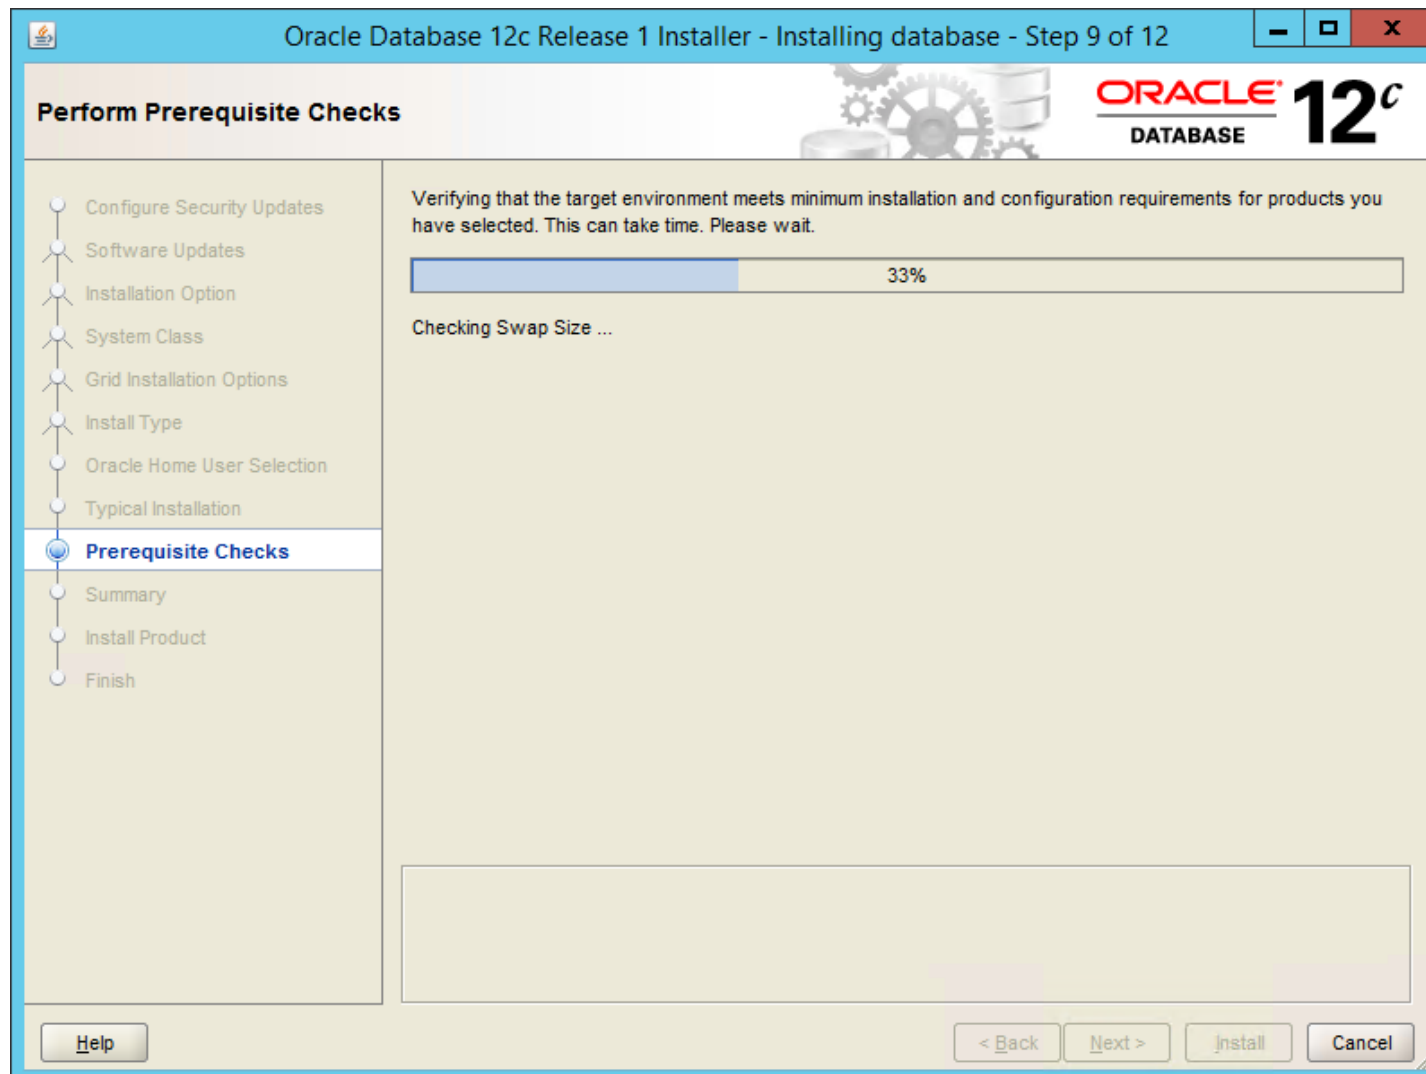 Oracle Database 12c Release 1 Installer - Installing database - Step 9 of 12
Perform Prerequisite Checks
ORACLE
DATABASE
12c
Configure Security Updates
Software Updates
Installation Option
System Class
Grid Installation Options
Install Type
Oracle Home User Selection
Typical Installation
Prerequisite Checks
Summary
Install Product
Finish
Verifying that the target environment meets minimum installation and configuration requirements for products you
have selected. This can take time. Please wait.
33%
Checking Swap Size ...
Help
< Back
Next >
Install
Cancel